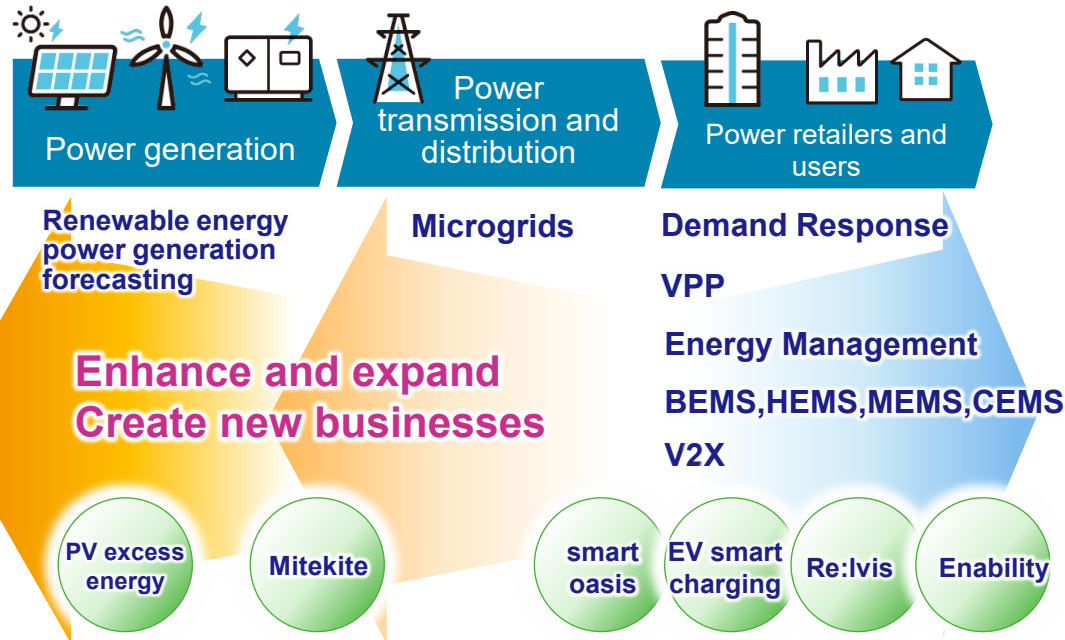 Power generation
Power
transmission and
distribution
Power retailers and
users
Renewable energy
power generation
forecasting
Microgrids
Demand Response
VPP
Energy Management
BEMS,HEMS,MEMS,CEMS
V2X
Enhance and expand
Create new businesses
PV excess
energy
Mitekite
smart
oasis
EV smart
charging
Re:lvis
Enability